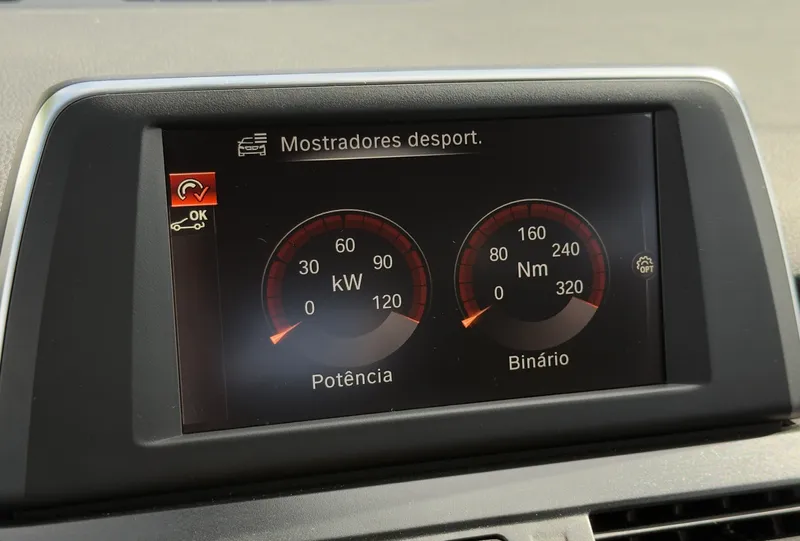 Mostradores desport.
OK
0
30
60
90
120
kW
Potência
0
80
160
240
320
Nm
Binário
OPT